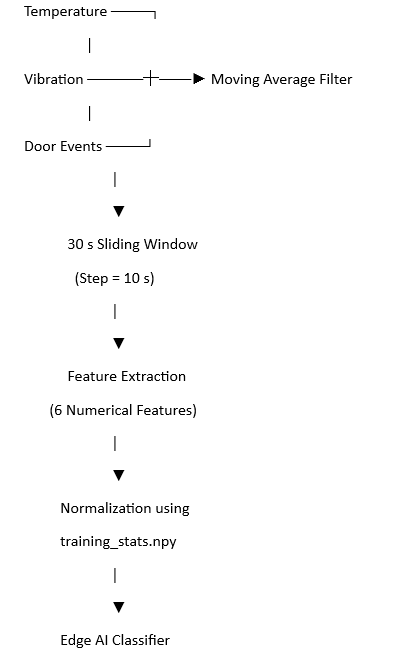 Temperature
Vibration Moving Average Filter
Door Events
30 s Sliding Window
(Step = 10 s)
Feature Extraction
(6 Numerical Features)
Normalization using
training_stats.npy
Edge AI Classifier